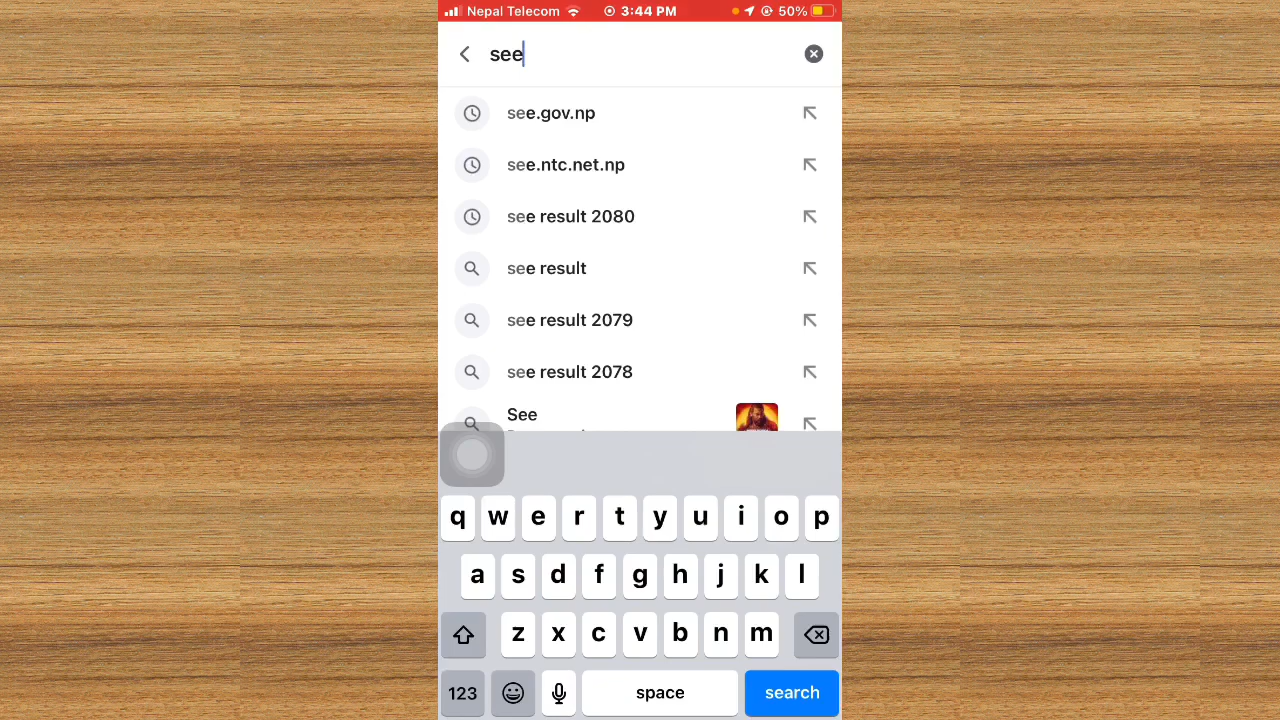 Nepal Telecom 3:44 PM 50%
see
see.gov.np
see.ntc.net.np
see result 2080
see result
see result 2079
see result 2078
See
q w e r t y u i o p
a s d f g h j k l
z x c v b n m
123 space search